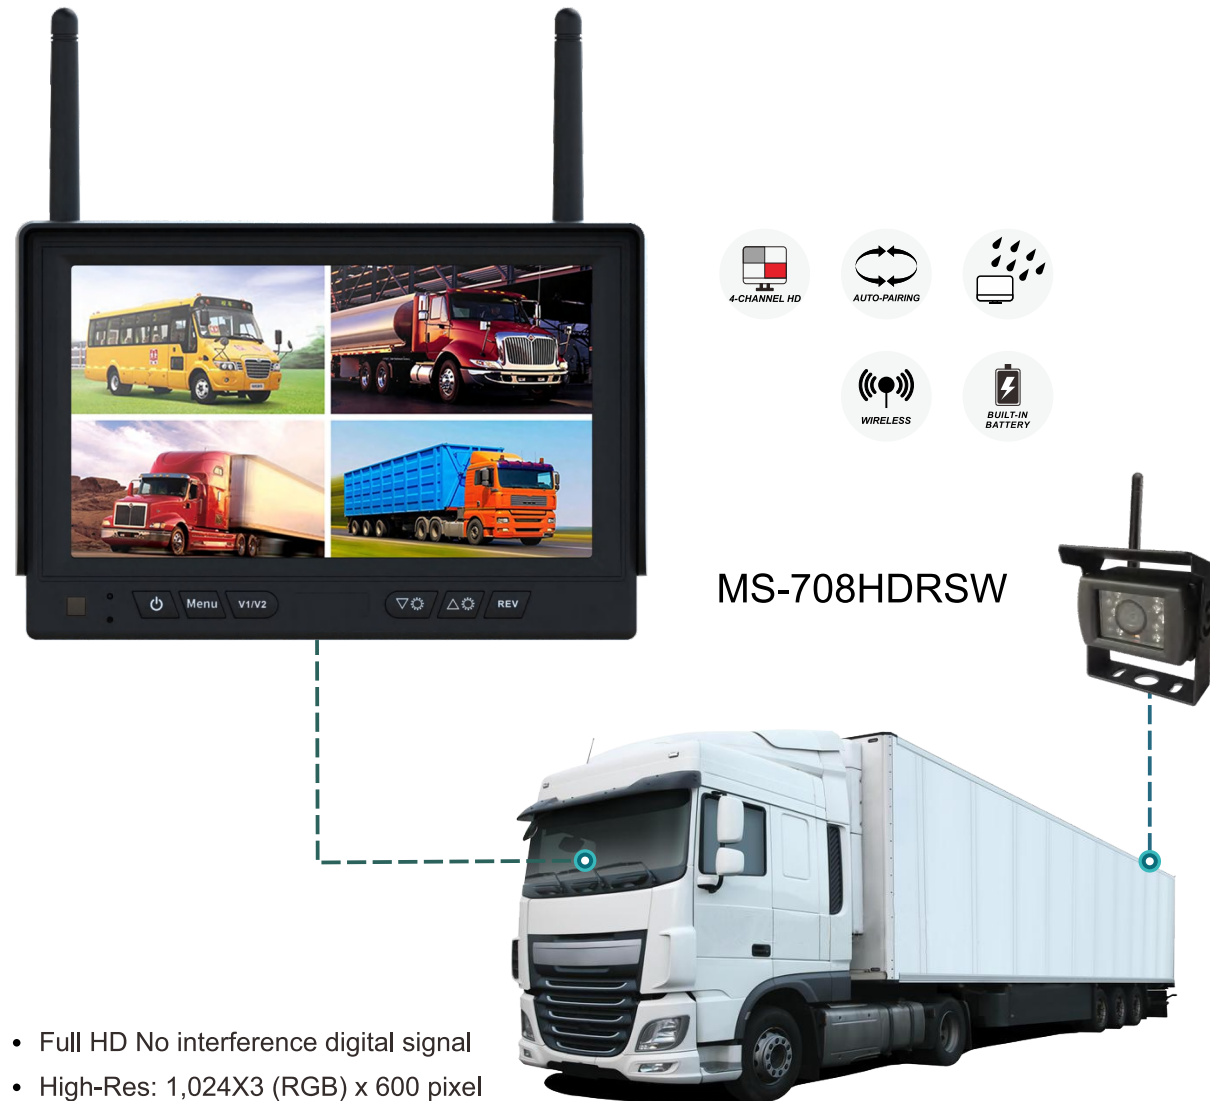 4-CHANNEL HD
AUTO-PAIRING
WIRELESS
BUILT-IN
BATTERY
Menu
V1/V2
REV
MS-708HDRSW
• Full HD No interference digital signal
• High-Res: 1,024X3 (RGB) x 600 pixel